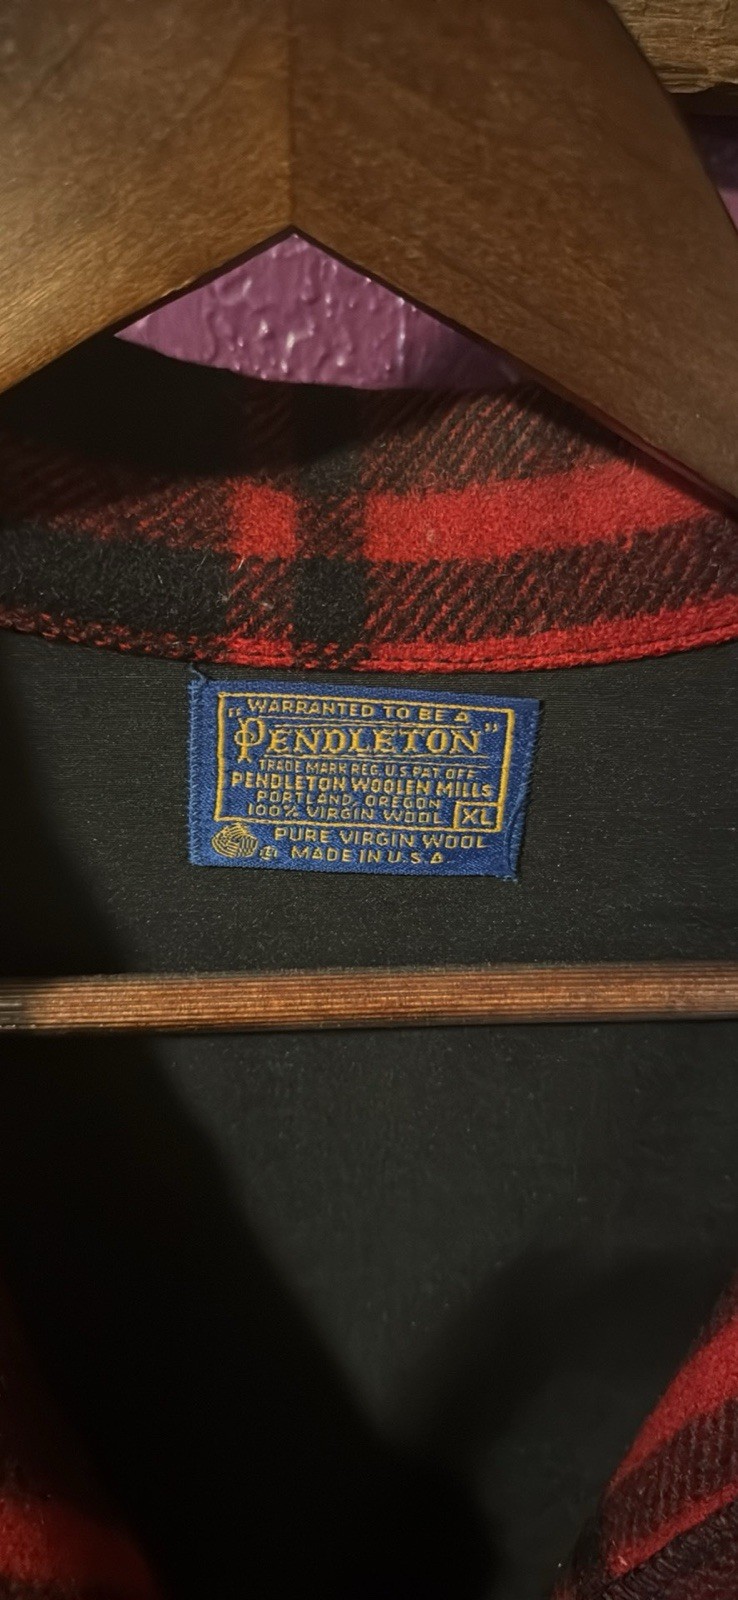 WARRANTED TO BE A
"PENDLETON"
TRADE MARK REG. U.S. PAT. OFF.
PENDLETON WOOLEN MILLS
PORTLAND, OREGON
100% VIRGIN WOOL XL
PURE VIRGIN WOOL
MADE IN U.S.A.